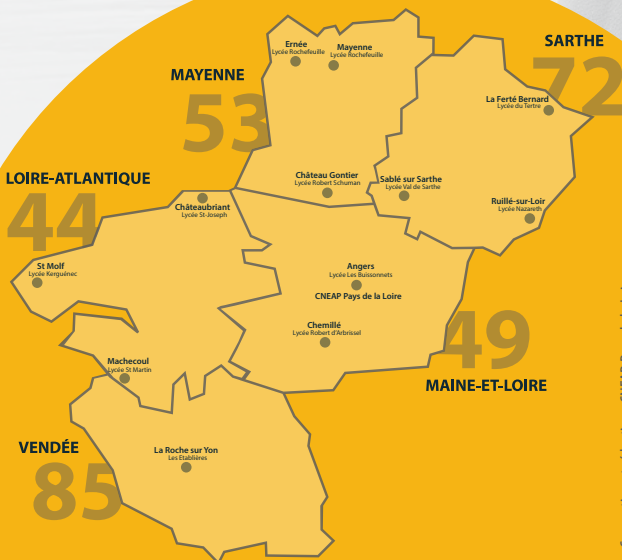 SARTHE
72
Ernée
Lycée Rochefeuille
Mayenne
Lycée Rochefeuille
MAYENNE
53
La Ferté Bernard
Lycée du Tertre
LOIRE-ATLANTIQUE
44
Château Gontier
Lycée Robert Schuman
Sablé sur Sarthe
Lycée Val de Sarthe
Châteaubriant
Lycée St-Joseph
Ruillé-sur-Loir
Lycée Nazareth
St Molf
Lycée Kerguénec
Angers
Lycée Les Buissonnets
CNEAP Pays de la Loire
Chemillé
Lycée Robert d'Arbrissel
49
MAINE-ET-LOIRE
Machecoul
Lycée St Martin
VENDÉE
85
La Roche sur Yon
Les Etablières